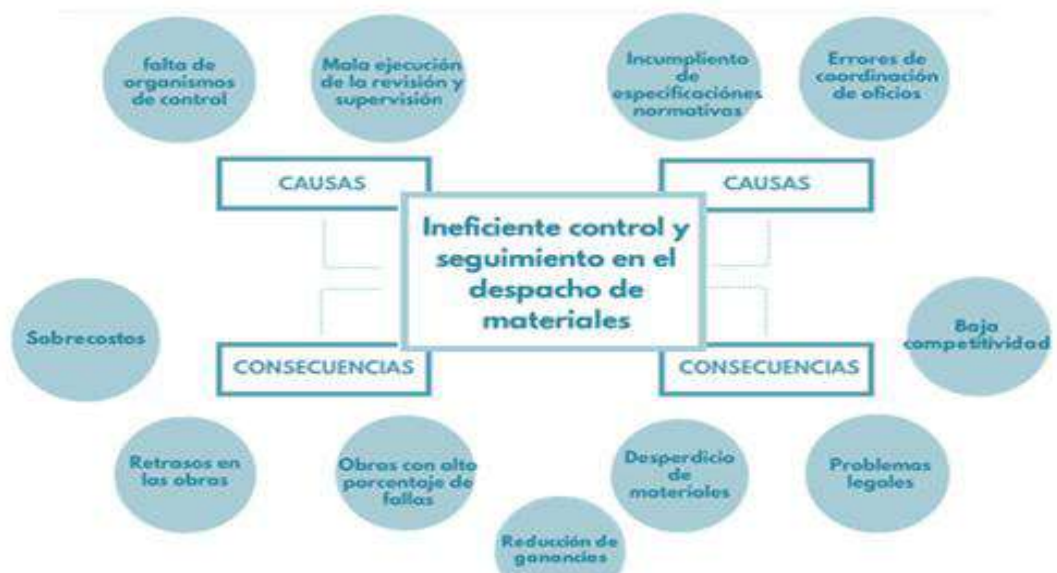 falta de
organismos
de control
Mala ejecución
de la revisión y
supervisión
Incumpliento
de
especificaciónes
normativas
Errores de
coordinación
de oficios
CAUSAS
CAUSAS
Ineficiente control y
seguimiento en el
despacho de
materiales
Sobrecostos
Baja
competitividad
CONSECUENCIAS
CONSECUENCIAS
Retrasos en
las obras
Obras con alto
porcentaje de
fallas
Desperdicio
de
materiales
Problemas
legales
Reducción de
ganancias